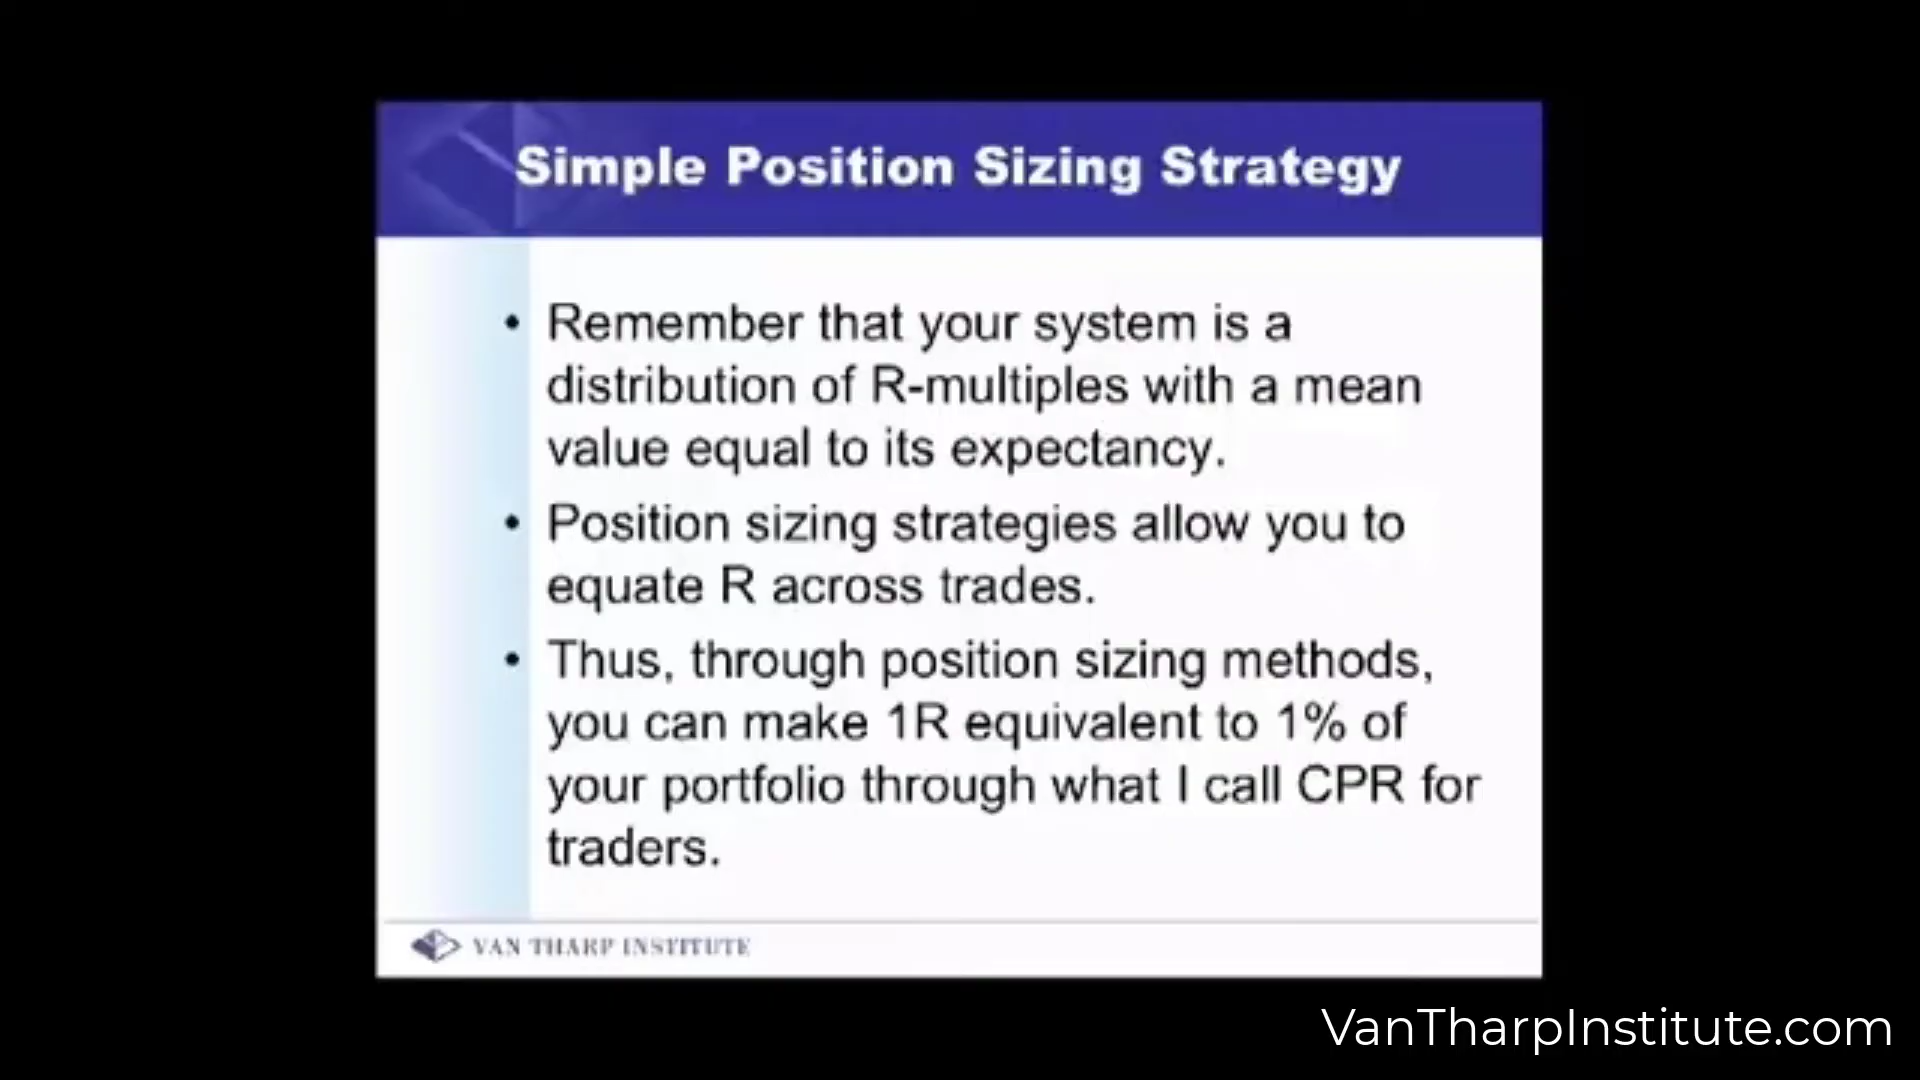 Simple Position Sizing Strategy
• Remember that your system is a
distribution of R-multiples with a mean
value equal to its expectancy.
• Position sizing strategies allow you to
equate R across trades.
• Thus, through position sizing methods,
you can make 1R equivalent to 1% of
your portfolio through what I call CPR for
traders.
VAN THARP INSTITUTE
VanTharpInstitute.com